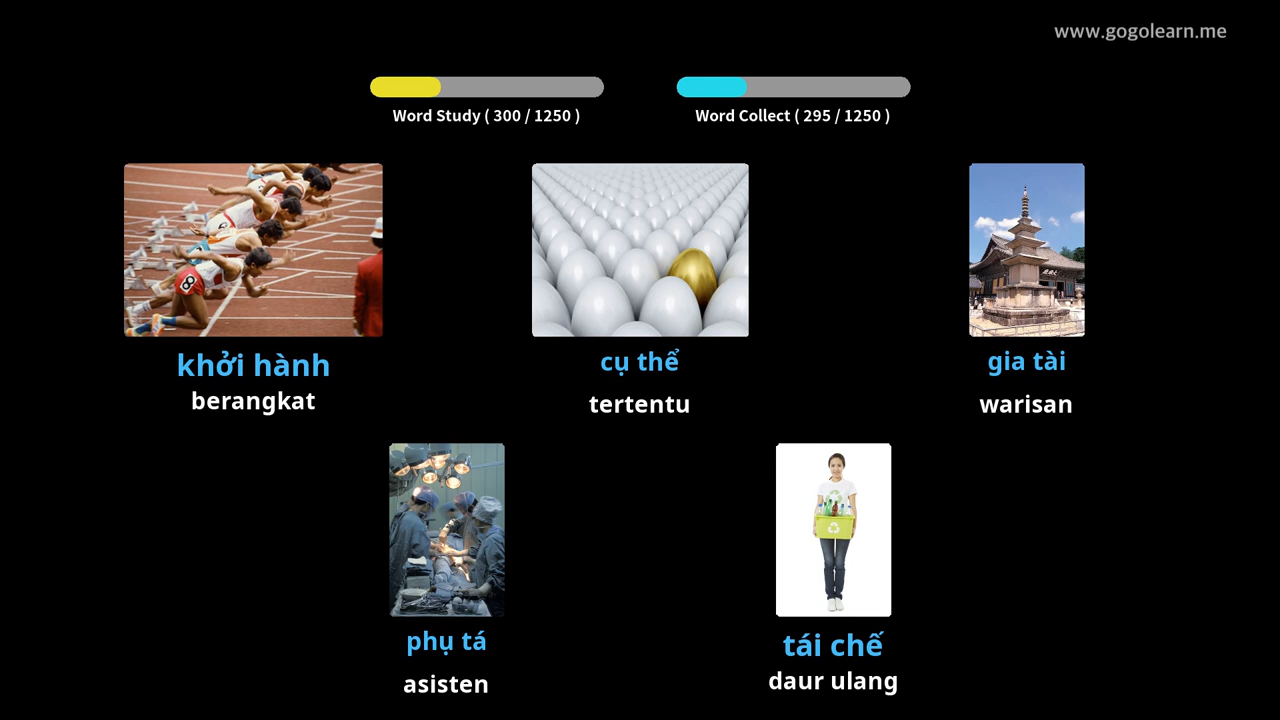 www.gogolearn.me
Word Study ( 300 / 1250 )
Word Collect ( 295 / 1250 )
8
khởi hành
berangkat
cụ thể
tertentu
gia tài
warisan
phụ tá
asisten
tái chế
daur ulang